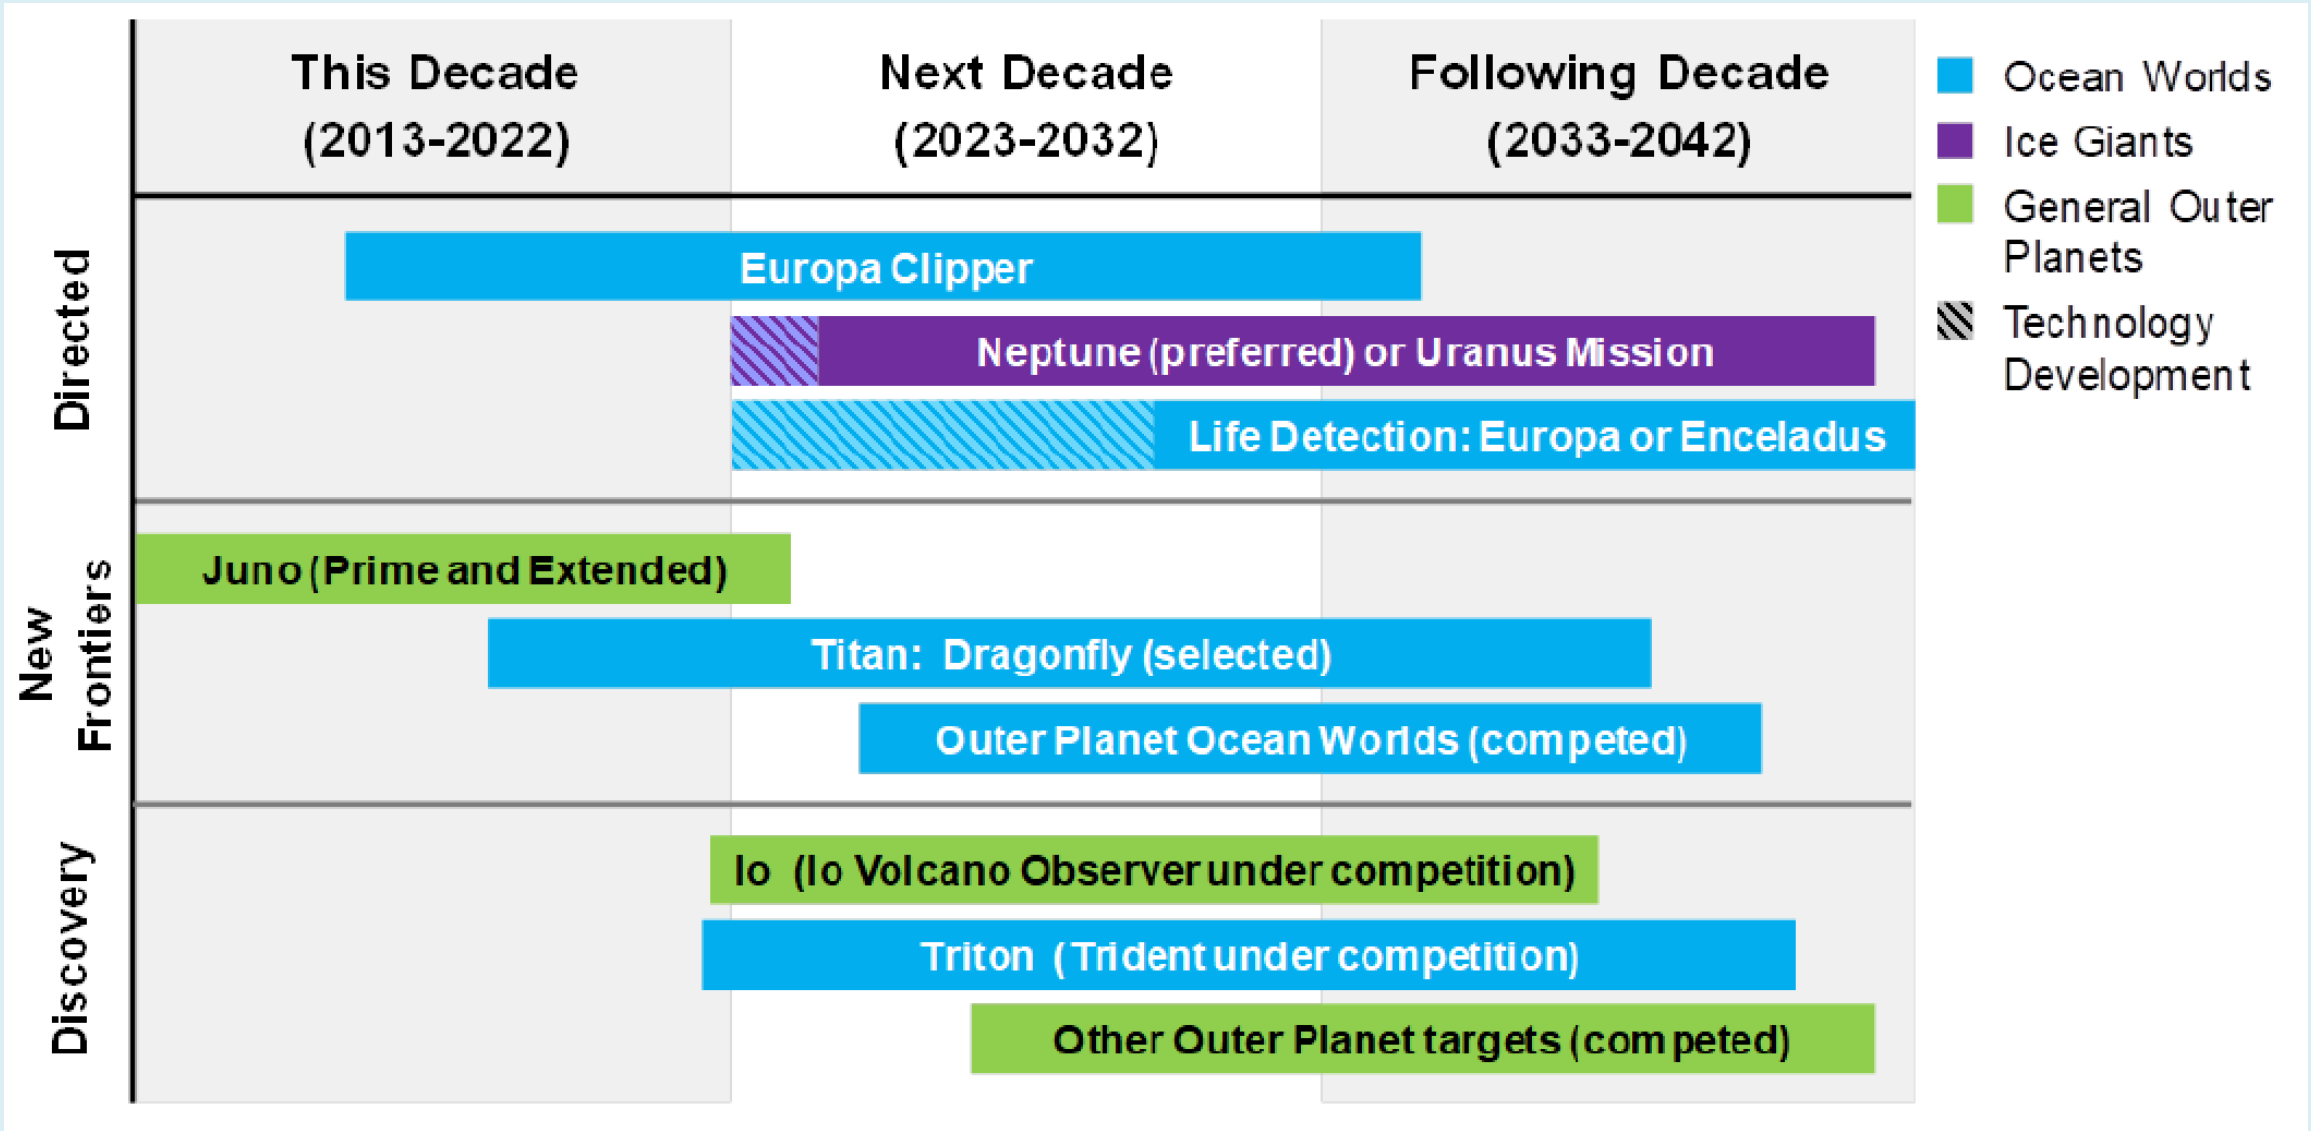 This Decade
(2013-2022)
Next Decade
(2023-2032)
Following Decade
(2033-2042)
Ocean Worlds
Ice Giants
General Outer
Planets
Technology
Development
Directed
Europa Clipper
Neptune (preferred) or Uranus Mission
Life Detection: Europa or Enceladus
New
Frontiers
Juno (Prime and Extended)
Titan: Dragonfly (selected)
Outer Planet Ocean Worlds (competed)
Discovery
Io (Io Volcano Observer under competition)
Triton (Trident under competition)
Other Outer Planet targets (competed)